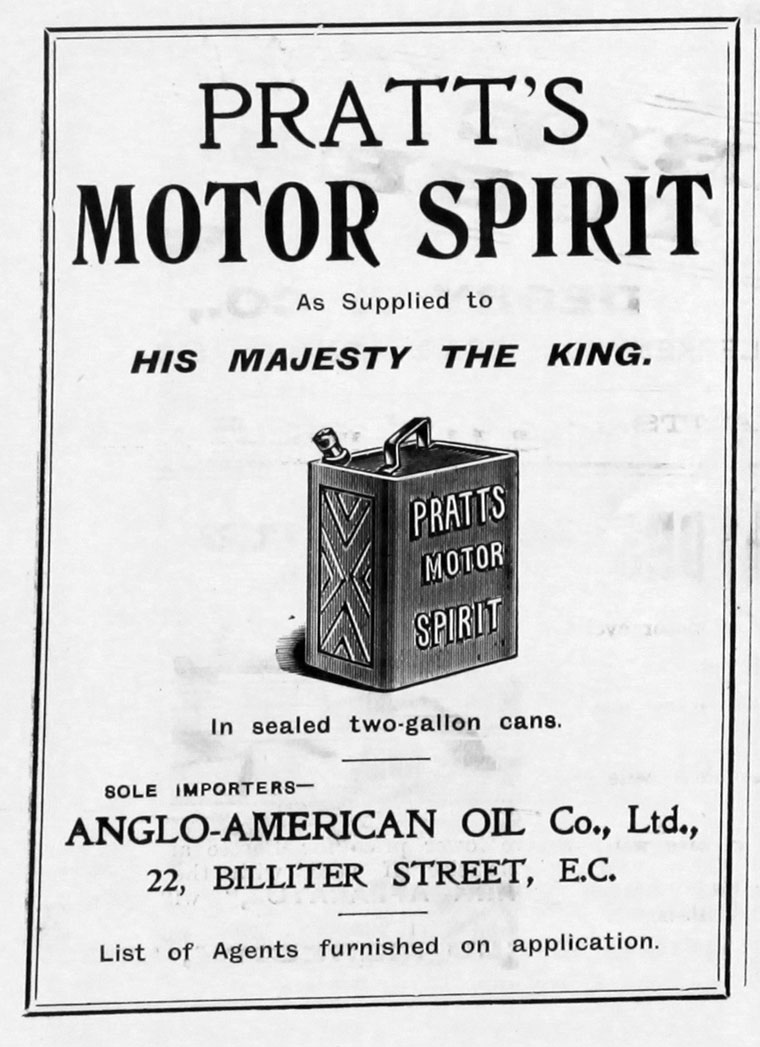 PRATT'S
MOTOR SPIRIT
As Supplied to
HIS MAJESTY THE KING.
PRATTS
MOTOR
SPIRIT
In sealed two-gallon cans.
SOLE IMPORTERS—
ANGLO-AMERICAN OIL Co., Ltd.,
22, BILLITER STREET, E.C.
List of Agents furnished on application.